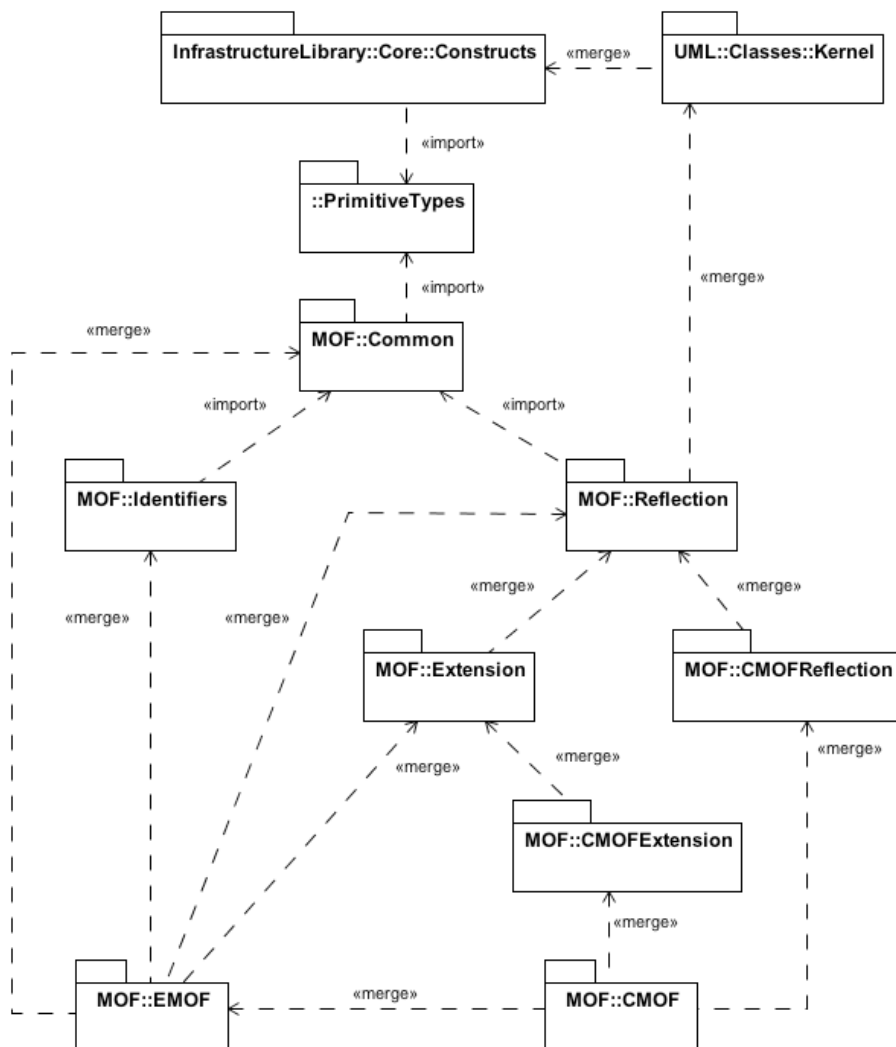 InfrastructureLibrary::Core::Constructs
«merge»
UML::Classes::Kernel
«import»
::PrimitiveTypes
«merge»
«import»
«merge»
MOF::Common
«import»
«import»
MOF::Identifiers
MOF::Reflection
«merge»
«merge»
«merge»
«merge»
MOF::Extension
MOF::CMOFReflection
«merge»
«merge»
«merge»
MOF::CMOFExtension
«merge»
«merge»
MOF::EMOF
MOF::CMOF